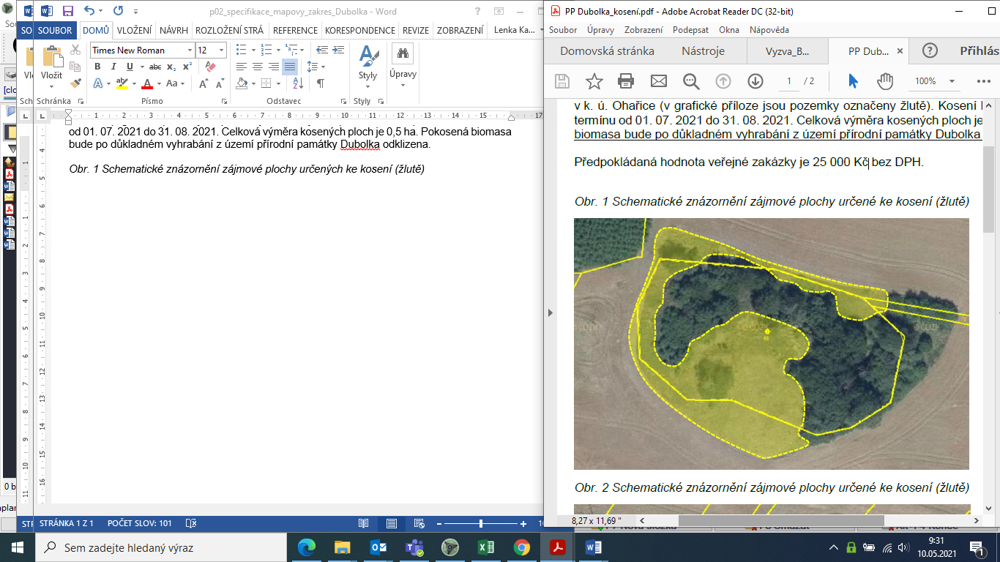 p02_specifikace_mapovy_zakres_Dubolka - Word
SO SOUBOR DOMŮ VLOŽENÍ NÁVRH ROZLOŽENÍ STRÁ REFERENCE KORESPONDENCE REVIZE ZOBRAZENÍ Lenka Ka...
Vložit
Times New Roman 12
B I U abc x₂ x²
A ab A Aa A A
Styly
Úpravy
Schránka Písmo Odstavec Styly
od 01. 07. 2021 do 31. 08. 2021. Celková výměra kosených ploch je 0,5 ha. Pokosená biomasa
bude po důkladném vyhrabání z území přírodní památky Dubolka odklizena.
Obr. 1 Schematické znázornění zájmové plochy určených ke kosení (žlutě)
STRÁNKA 1 Z 1 POČET SLOV: 101
PP Dubolka_kosení.pdf - Adobe Acrobat Reader DC (32-bit)
Soubor Úpravy Zobrazení Podepsat Okna Nápověda
Domovská stránka Nástroje Vyzva_B... PP Dub... × ? Přihlás
1 / 2 100%
v k. ú. Ohařice (v grafické příloze jsou pozemky označeny žlutě). Kosení
termínu od 01. 07. 2021 do 31. 08. 2021. Celková výměra kosených ploch je
biomasa bude po důkladném vyhrabání z území přírodní památky Dubolka
Předpokládaná hodnota veřejné zakázky je 25 000 Kč bez DPH.
Obr. 1 Schematické znázornění zájmové plochy určené ke kosení (žlutě)
Obr. 2 Schematické znázornění zájmové plochy určené ke kosení (žlutě)
8,27 x 11,69 "
Sem zadejte hledaný výraz
9:31
10.05.2021